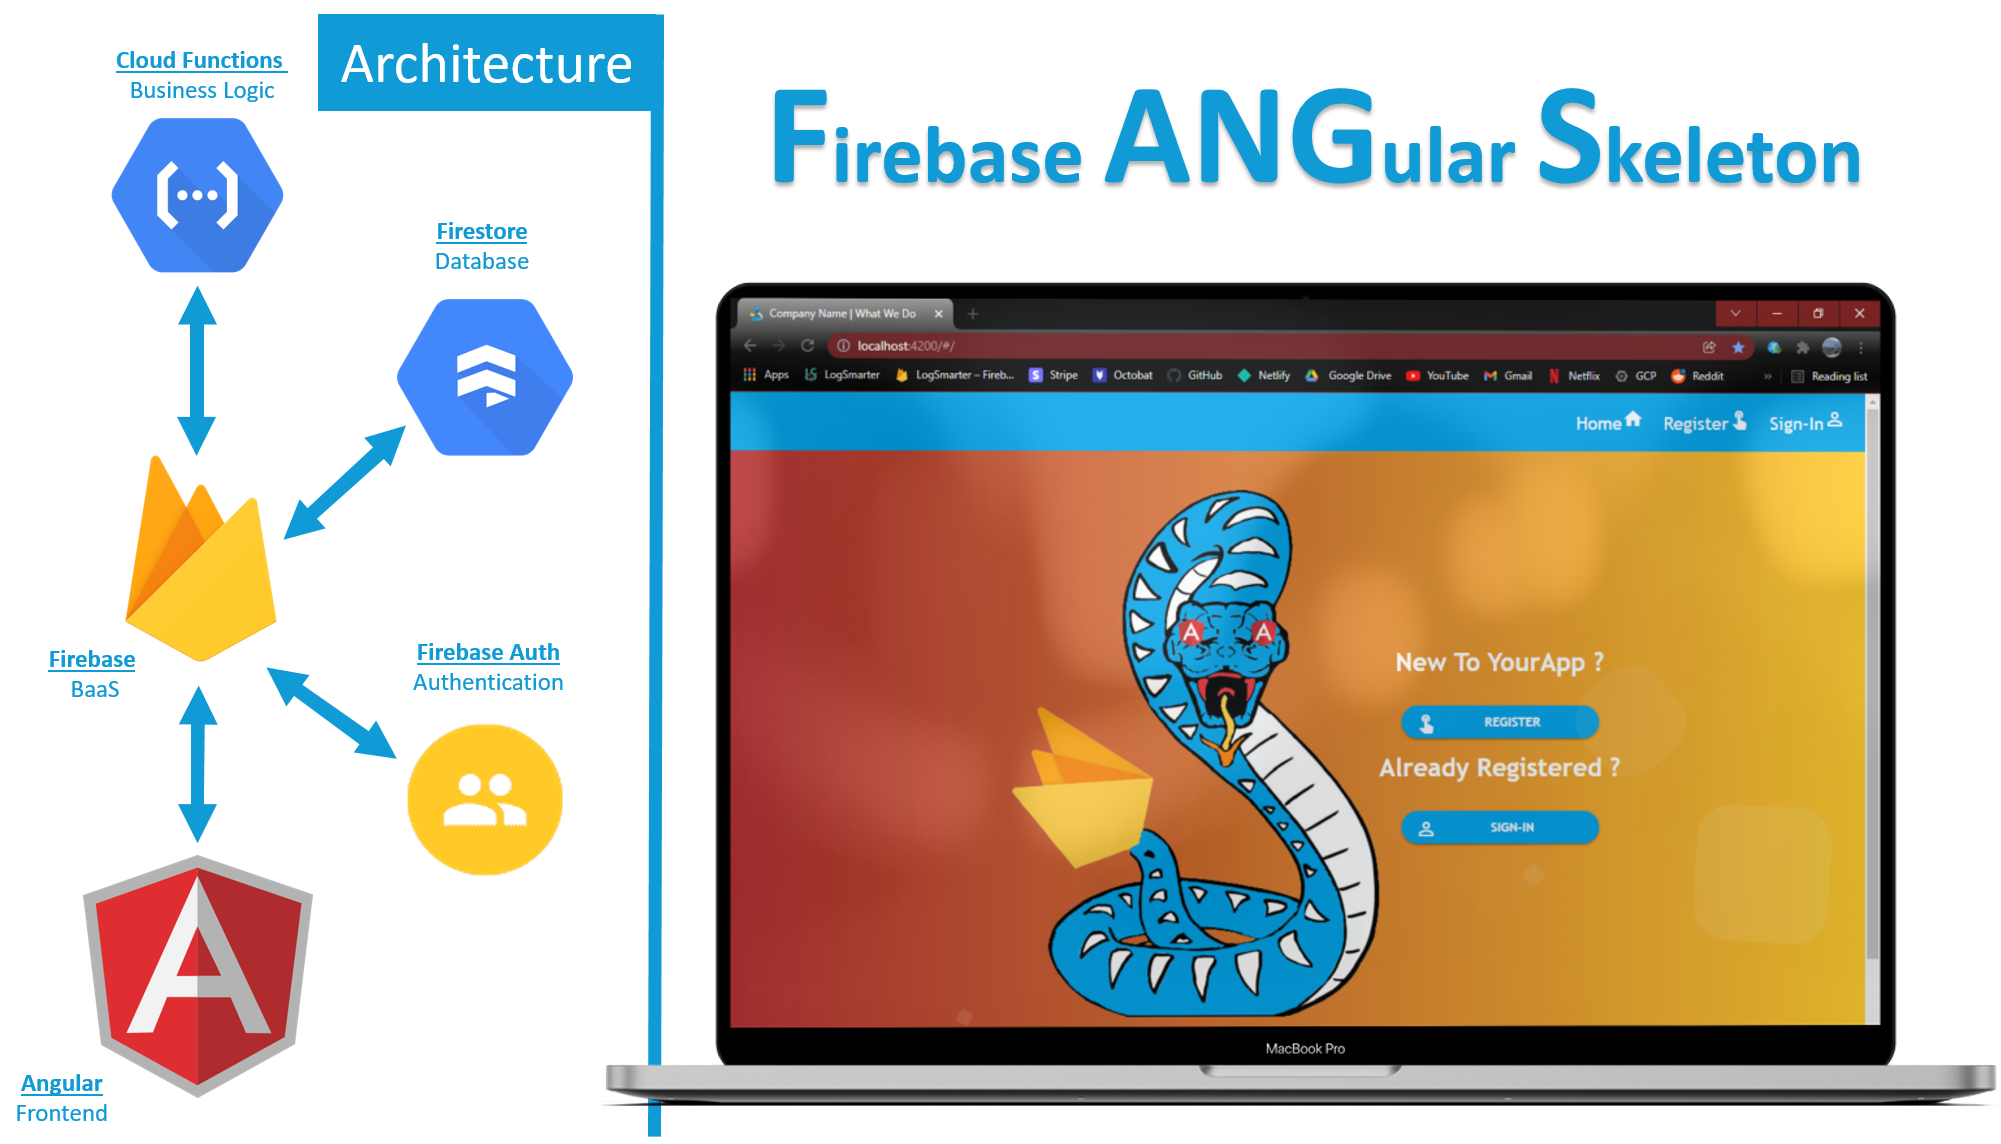 Architecture
Cloud Functions
Business Logic
Firestore
Database
Firebase
BaaS
Firebase Auth
Authentication
Angular
Frontend
Firebase ANGular Skeleton
Company Name | What We Do
localhost:4200/#/
Apps LogSmarter LogSmarter – Fireb... Stripe Octobat GitHub Netlify Google Drive YouTube Gmail Netflix GCP Reddit » Reading list
Home Register Sign-In
New To YourApp ?
REGISTER
Already Registered ?
SIGN-IN
MacBook Pro